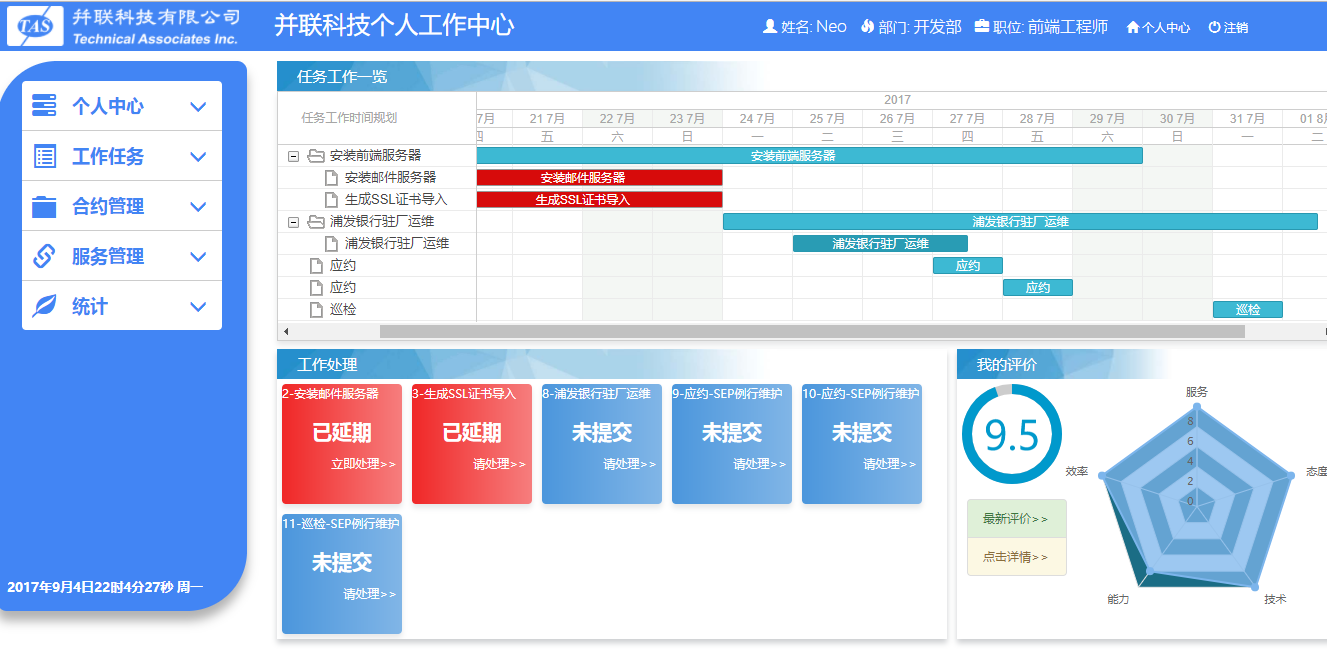 TAS 并联科技有限公司
Technical Associates Inc.
并联科技个人工作中心
姓名: Neo 部门: 开发部 职位: 前端工程师 个人中心 注销
个人中心
工作任务
合约管理
服务管理
统计
2017年9月4日22时4分27秒 周一
任务工作一览
任务工作时间规划
2017
7月 21 7月 22 7月 23 7月 24 7月 25 7月 26 7月 27 7月 28 7月 29 7月 30 7月 31 7月 01 8月
四 五 六 日 一 二 三 四 五 六 日 一 二
安装前端服务器 安装前端服务器
安装邮件服务器 安装邮件服务器
生成SSL证书导入 生成SSL证书导入
浦发银行驻厂运维 浦发银行驻厂运维
浦发银行驻厂运维 浦发银行驻厂运维
应约 应约
应约 应约
巡检 巡检
工作处理
2-安装邮件服务器
已延期
立即处理>>
3-生成SSL证书导入
已延期
请处理>>
8-浦发银行驻厂运维
未提交
请处理>>
9-应约-SEP例行维护
未提交
请处理>>
10-应约-SEP例行维护
未提交
请处理>>
11-巡检-SEP例行维护
未提交
请处理>>
我的评价
9.5
最新评价>>
点击详情>>
服务
8
6
4
2
0
效率
态度
能力
技术